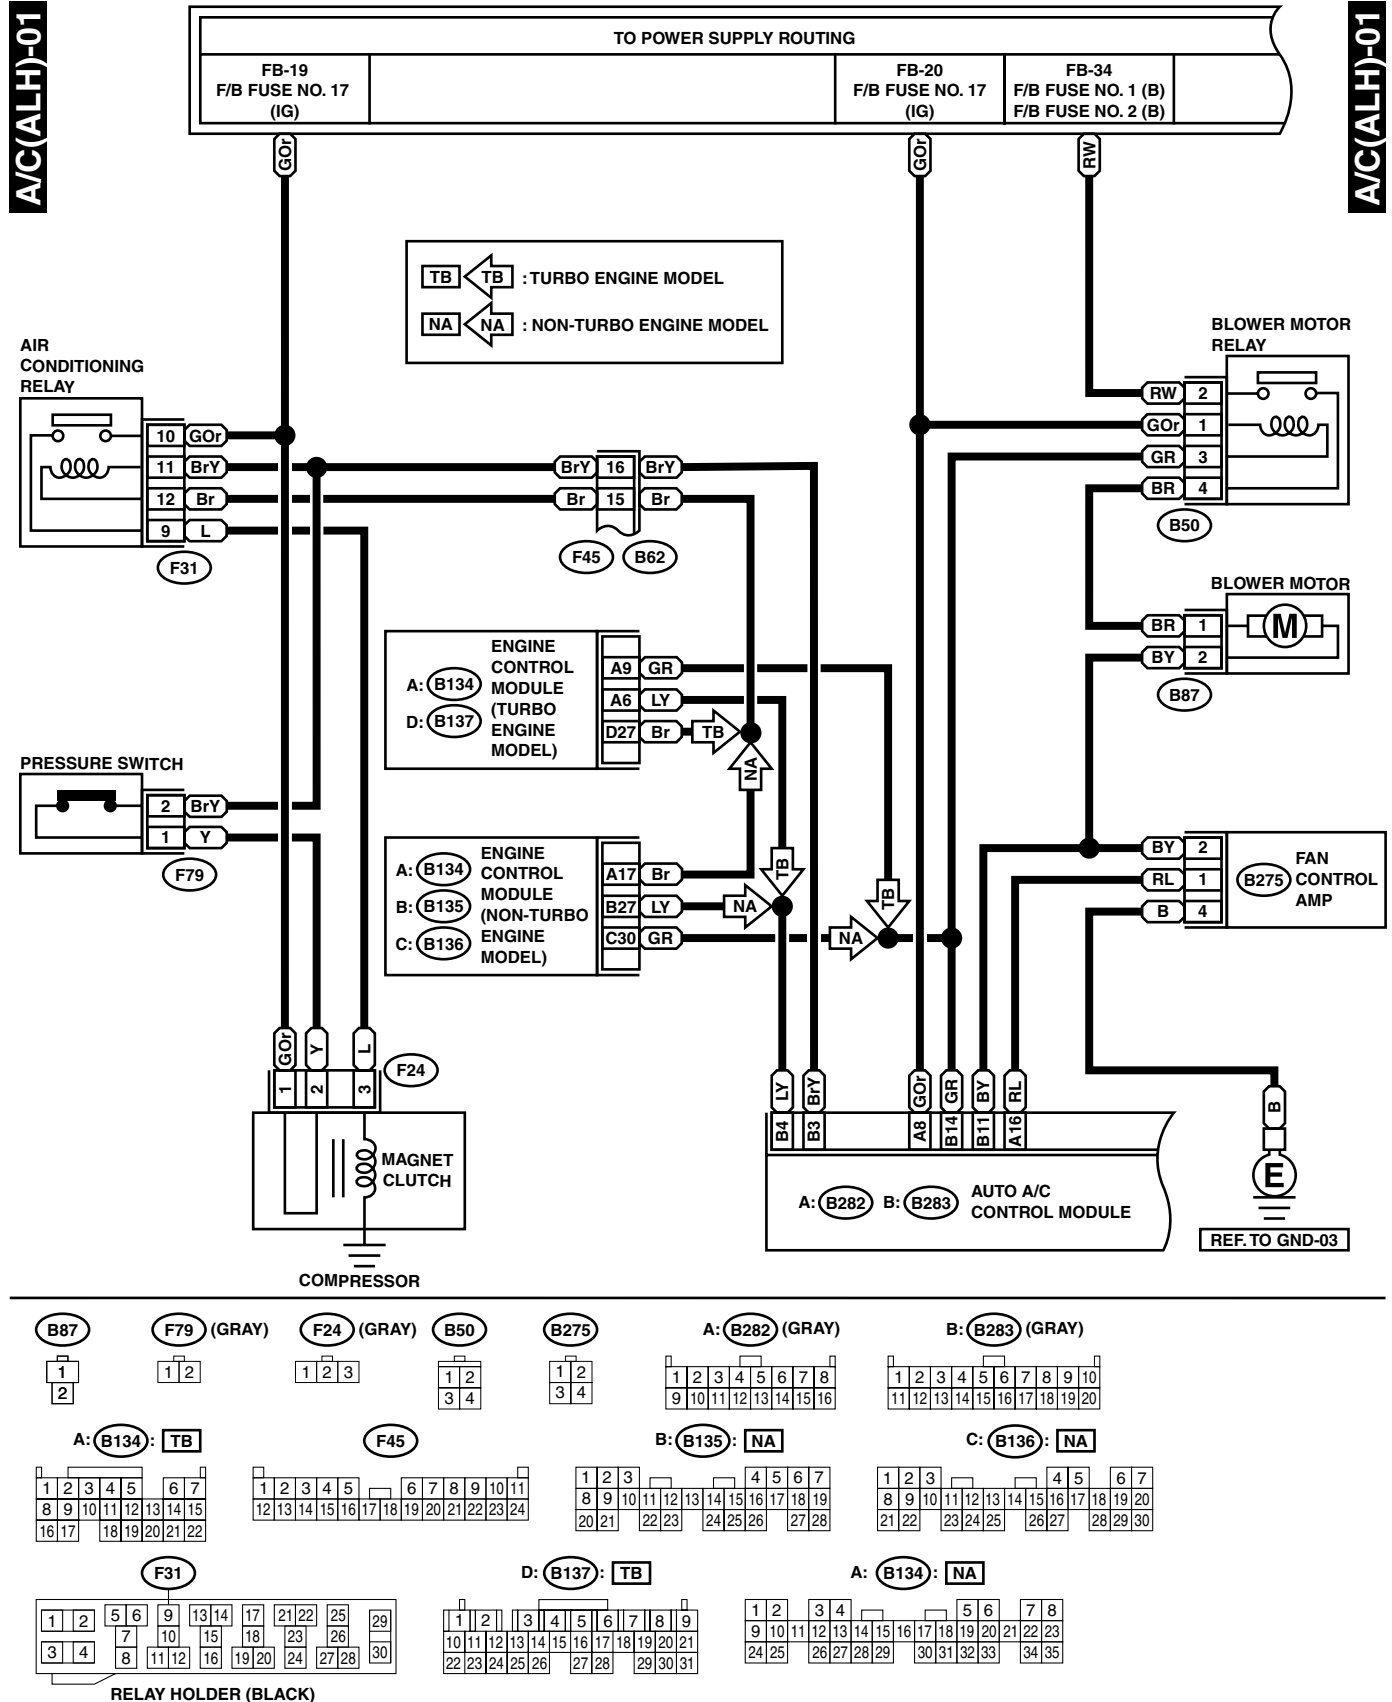 A/C(ALH)-01
A/C(ALH)-01
TO POWER SUPPLY ROUTING
FB-19
F/B FUSE NO. 17
(IG)
FB-20
F/B FUSE NO. 17
(IG)
FB-34
F/B FUSE NO. 1 (B)
F/B FUSE NO. 2 (B)
GOr
GOr
RW
TB TB : TURBO ENGINE MODEL
NA NA : NON-TURBO ENGINE MODEL
AIR
CONDITIONING
RELAY
10 GOr
11 BrY
12 Br
9 L
F31
BrY 16 BrY
Br 15 Br
F45 B62
BLOWER MOTOR
RELAY
RW 2
GOr 1
GR 3
BR 4
B50
BLOWER MOTOR
M
BR 1
BY 2
B87
A: B134
D: B137
ENGINE
CONTROL
MODULE
(TURBO
ENGINE
MODEL)
A9 GR
A6 LY
D27 Br
TB
NA
PRESSURE SWITCH
2 BrY
1 Y
F79
A: B134
B: B135
C: B136
ENGINE
CONTROL
MODULE
(NON-TURBO
ENGINE
MODEL)
A17 Br
B27 LY
C30 GR
TB
NA
TB
NA
BY 2
RL 1
B 4
B275
FAN
CONTROL
AMP
GOr Y L
1 2 3
F24
MAGNET
CLUTCH
COMPRESSOR
LY BrY GOr GR BY RL
B4 B3 A8 B14 B11 A16
A: B282 B: B283
AUTO A/C
CONTROL MODULE
B
E
REF. TO GND-03
B87
1
2
F79 (GRAY)
1 2
F24 (GRAY)
1 2 3
B50
1 2
3 4
B275
1 2
3 4
A: B282 (GRAY)
1 2 3 4 5 6 7 8
9 10 11 12 13 14 15 16
B: B283 (GRAY)
1 2 3 4 5 6 7 8 9 10
11 12 13 14 15 16 17 18 19 20
A: B134 : TB
1 2 3 4 5 6 7
8 9 10 11 12 13 14 15
16 17 18 19 20 21 22
F45
1 2 3 4 5 6 7 8 9 10 11
12 13 14 15 16 17 18 19 20 21 22 23 24
B: B135 : NA
1 2 3 4 5 6 7
8 9 10 11 12 13 14 15 16 17 18 19
20 21 22 23 24 25 26 27 28
C: B136 : NA
1 2 3 4 5 6 7
8 9 10 11 12 13 14 15 16 17 18 19 20
21 22 23 24 25 26 27 28 29 30
F31
1 2 5 6 9 13 14 17 21 22 25 29
7 10 15 18 23 26
3 4 8 11 12 16 19 20 24 27 28 30
RELAY HOLDER (BLACK)
D: B137 : TB
1 2 3 4 5 6 7 8 9
10 11 12 13 14 15 16 17 18 19 20 21
22 23 24 25 26 27 28 29 30 31
A: B134 : NA
1 2 3 4 5 6 7 8
9 10 11 12 13 14 15 16 17 18 19 20 21 22 23
24 25 26 27 28 29 30 31 32 33 34 35